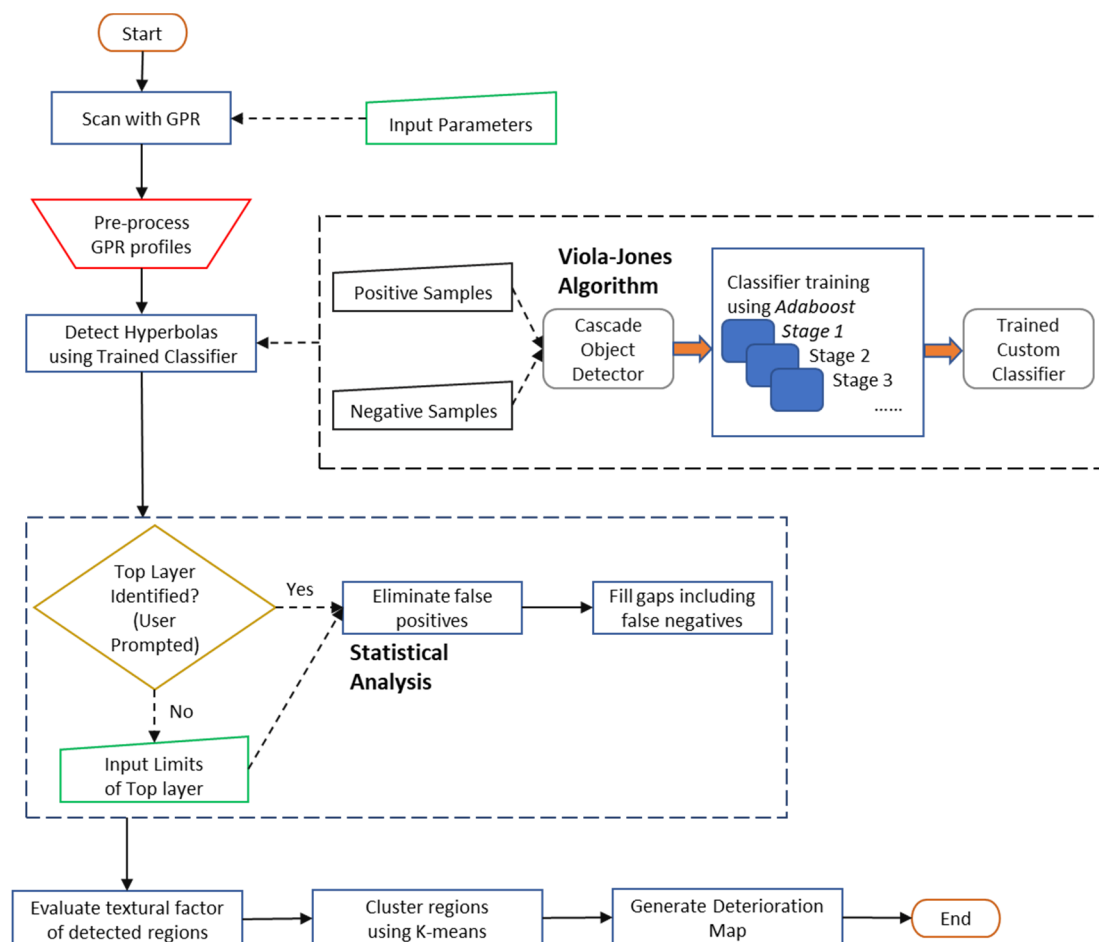 Start
Scan with GPR
Input Parameters
Pre-process
GPR profiles
Detect Hyperbolas
using Trained Classifier
Viola-Jones
Algorithm
Positive Samples
Negative Samples
Cascade
Object
Detector
Classifier training
using Adaboost
Stage 1
Stage 2
Stage 3
......
Trained
Custom
Classifier
Top Layer
Identified?
(User
Prompted)
Yes
No
Eliminate false
positives
Fill gaps including
false negatives
Statistical
Analysis
Input Limits
of Top layer
Evaluate textural factor
of detected regions
Cluster regions
using K-means
Generate Deterioration
Map
End